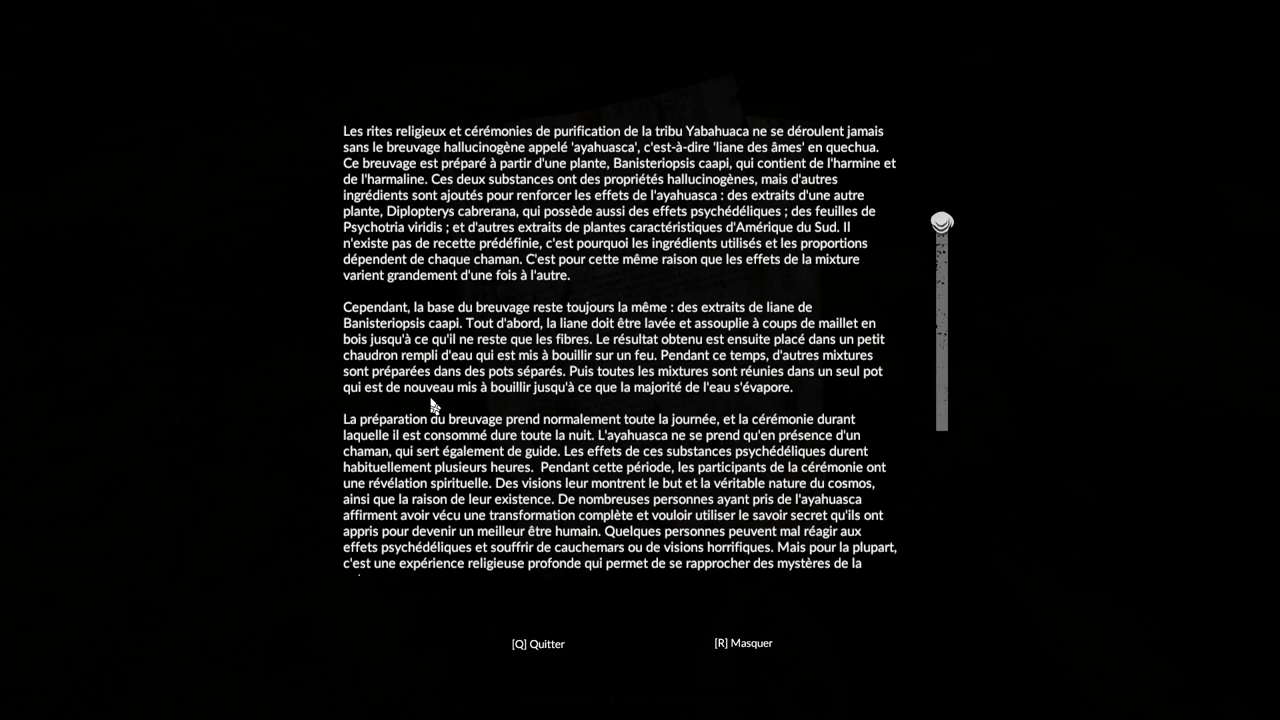 Les rites religieux et cérémonies de purification de la tribu Yabahuaca ne se déroulent jamais
sans le breuvage hallucinogène appelé 'ayahuasca', c'est-à-dire 'liane des âmes' en quechua.
Ce breuvage est préparé à partir d'une plante, Banisteriopsis caapi, qui contient de l'harmine et
de l'harmaline. Ces deux substances ont des propriétés hallucinogènes, mais d'autres
ingrédients sont ajoutés pour renforcer les effets de l'ayahuasca : des extraits d'une autre
plante, Diplopterys cabrerana, qui possède aussi des effets psychédéliques ; des feuilles de
Psychotria viridis ; et d'autres extraits de plantes caractéristiques d'Amérique du Sud. Il
n'existe pas de recette prédéfinie, c'est pourquoi les ingrédients utilisés et les proportions
dépendent de chaque chaman. C'est pour cette même raison que les effets de la mixture
varient grandement d'une fois à l'autre.
Cependant, la base du breuvage reste toujours la même : des extraits de liane de
Banisteriopsis caapi. Tout d'abord, la liane doit être lavée et assouplie à coups de maillet en
bois jusqu'à ce qu'il ne reste que les fibres. Le résultat obtenu est ensuite placé dans un petit
chaudron rempli d'eau qui est mis à bouillir sur un feu. Pendant ce temps, d'autres mixtures
sont préparées dans des pots séparés. Puis toutes les mixtures sont réunies dans un seul pot
qui est de nouveau mis à bouillir jusqu'à ce que la majorité de l'eau s'évapore.
La préparation du breuvage prend normalement toute la journée, et la cérémonie durant
laquelle il est consommé dure toute la nuit. L'ayahuasca ne se prend qu'en présence d'un
chaman, qui sert également de guide. Les effets de ces substances psychédéliques durent
habituellement plusieurs heures.  Pendant cette période, les participants de la cérémonie ont
une révélation spirituelle. Des visions leur montrent le but et la véritable nature du cosmos,
ainsi que la raison de leur existence. De nombreuses personnes ayant pris de l'ayahuasca
affirment avoir vécu une transformation complète et vouloir utiliser le savoir secret qu'ils ont
appris pour devenir un meilleur être humain. Quelques personnes peuvent mal réagir aux
effets psychédéliques et souffrir de cauchemars ou de visions horrifiques. Mais pour la plupart,
c'est une expérience religieuse profonde qui permet de se rapprocher des mystères de la
[Q] Quitter
[R] Masquer